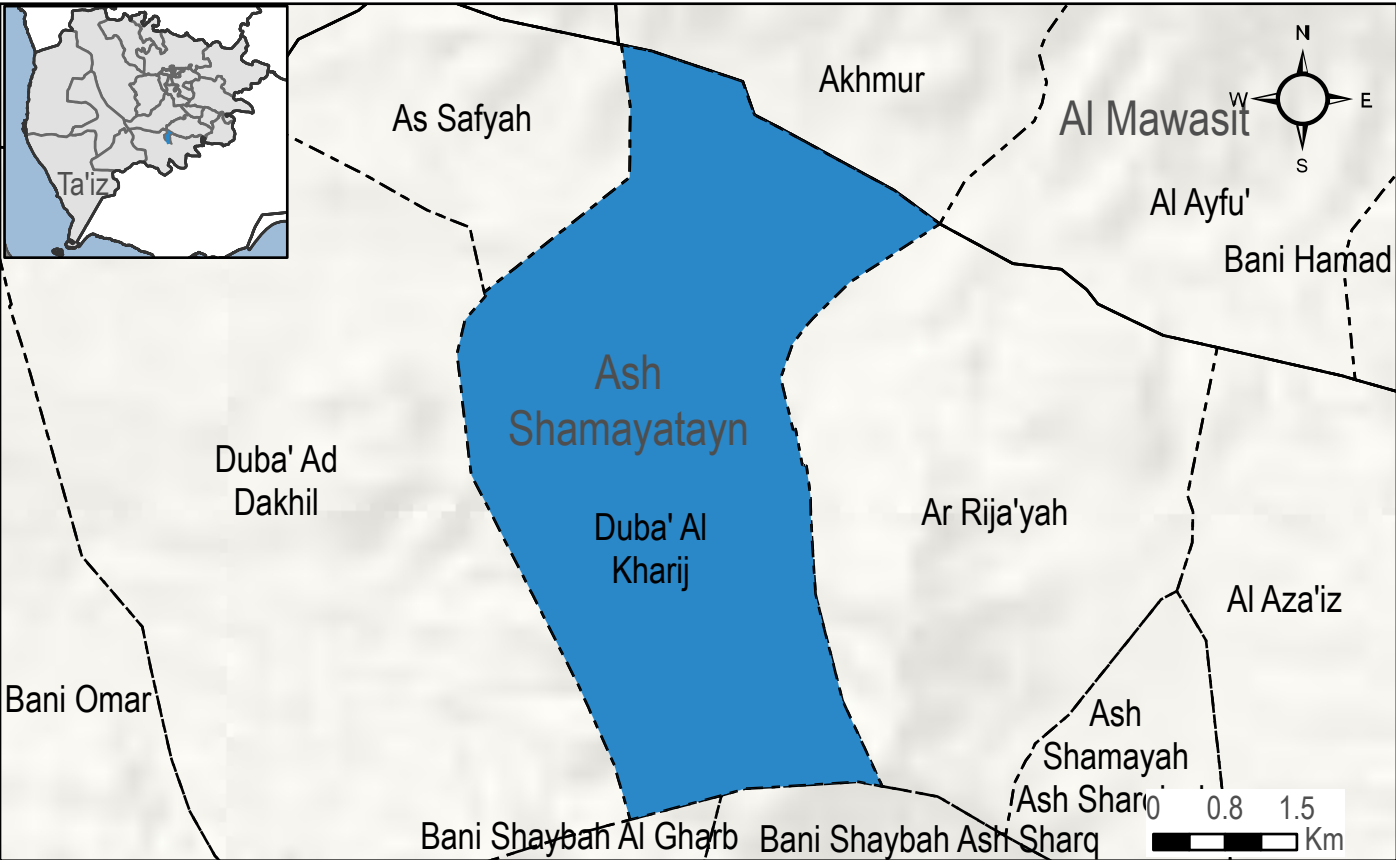 N
W
E
S
Akhmur
As Safyah
Al Mawasit
Ta'iz
Al Ayfu'
Bani Hamad
Ash
Shamayatayn
Duba' Ad
Dakhil
Duba' Al
Kharij
Ar Rija'yah
Al Aza'iz
Bani Omar
Ash
Shamayah
Ash
0 0.8 1.5
Km
Bani Shaybah Al Gharb
Bani Shaybah Ash Sharq